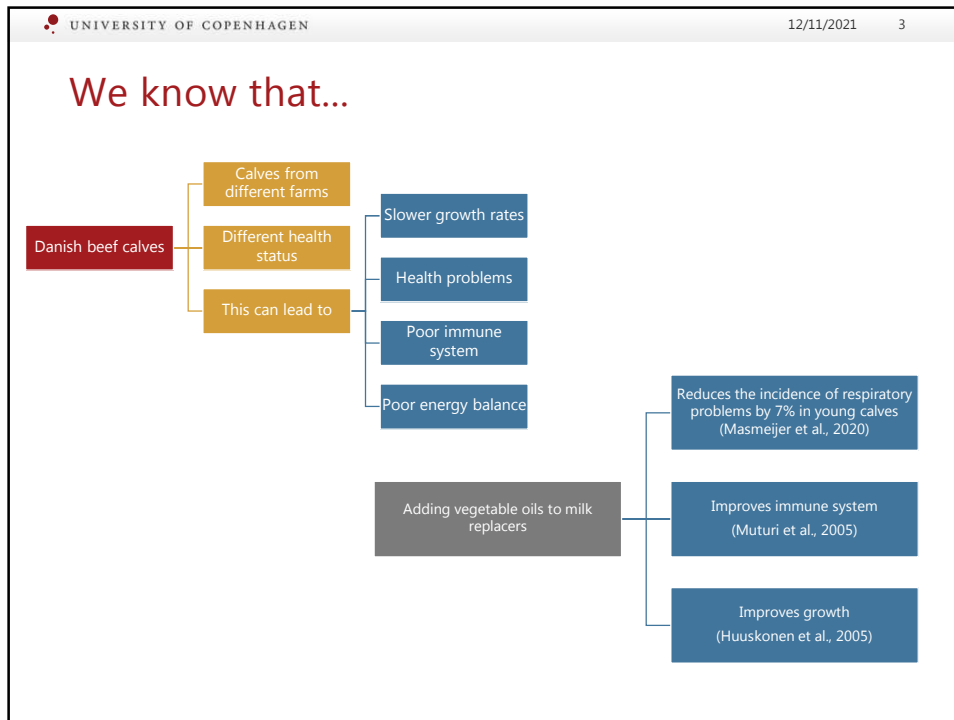 UNIVERSITY OF COPENHAGEN
12/11/2021 3
We know that...
Danish beef calves
Calves from
different farms
Different health
status
This can lead to
Slower growth rates
Health problems
Poor immune
system
Poor energy balance
Adding vegetable oils to milk
replacers
Reduces the incidence of respiratory
problems by 7% in young calves
(Masmeijer et al., 2020)
Improves immune system
(Muturi et al., 2005)
Improves growth
(Huuskonen et al., 2005)